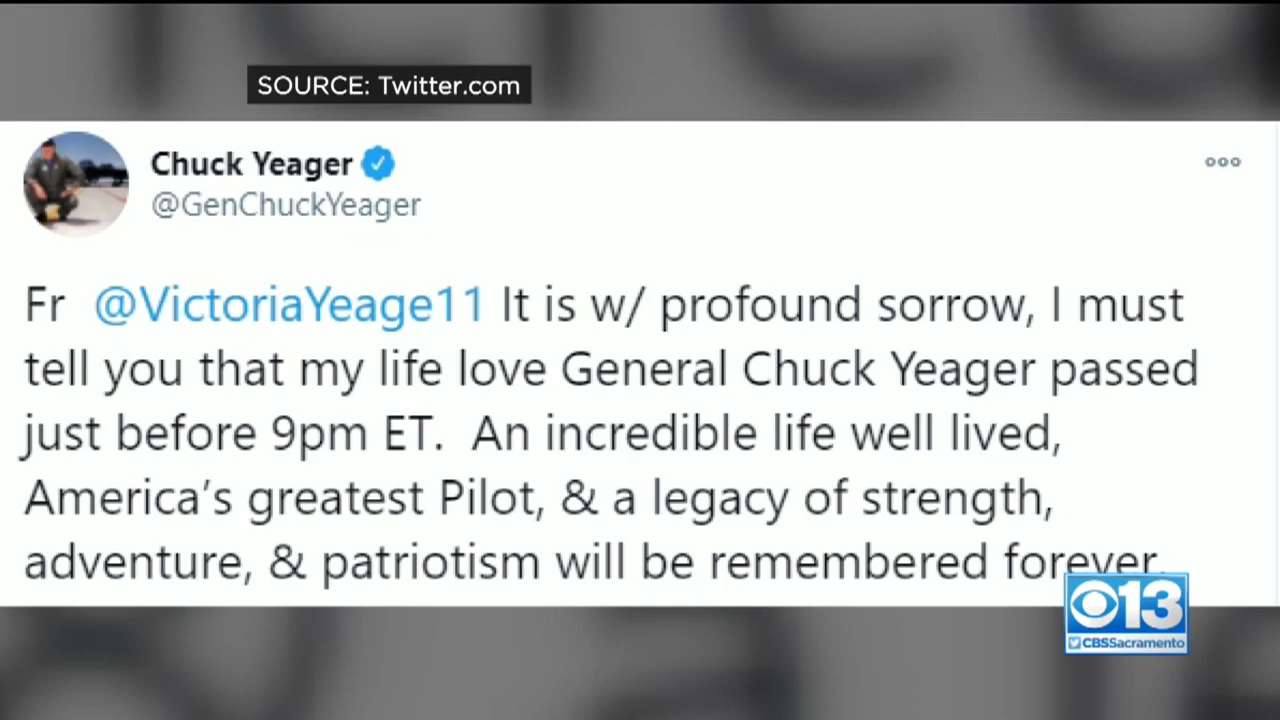 SOURCE: Twitter.com
Chuck Yeager
@GenChuckYeager
Fr @VictoriaYeage11 It is w/ profound sorrow, I must
tell you that my life love General Chuck Yeager passed
just before 9pm ET. An incredible life well lived,
America's greatest Pilot, & a legacy of strength,
adventure, & patriotism will be remembered forever.
13
CBSSacramento